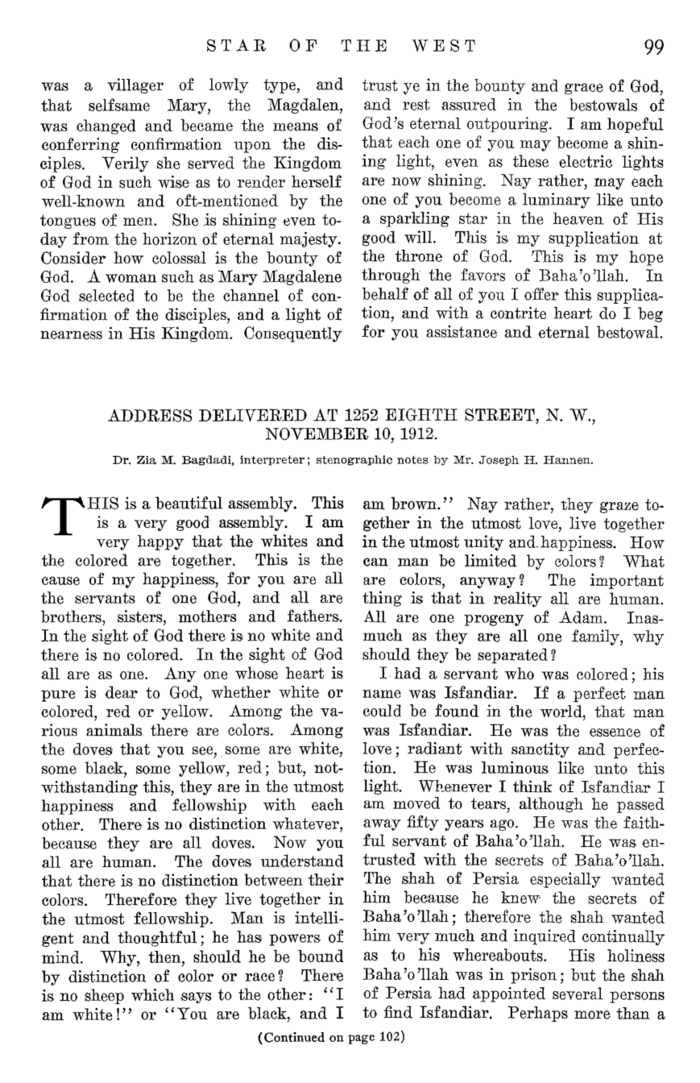 STAR OF THE WEST 99
was a villager of lowly type, and
that selfsame Mary, the Magdalen,
was changed and became the means of
conferring confirmation upon the dis-
ciples. Verily she served the Kingdom
of God in such wise as to render herself
well-known and oft-mentioned by the
tongues of men. She is shining even to-
day from the horizon of eternal majesty.
Consider how colossal is the bounty of
God. A woman such as Mary Magdalene
God selected to be the channel of con-
firmation of the disciples, and a light of
nearness in His Kingdom. Consequently
trust ye in the bounty and grace of God,
and rest assured in the bestowals of
God's eternal outpouring. I am hopeful
that each one of you may become a shin-
ing light, even as these electric lights
are now shining. Nay rather, may each
one of you become a luminary like unto
a sparkling star in the heaven of His
good will. This is my supplication at
the throne of God. This is my hope
through the favors of Baha'o'llah. In
behalf of all of you I offer this supplica-
tion, and with a contrite heart do I beg
for you assistance and eternal bestowal.
ADDRESS DELIVERED AT 1252 EIGHTH STREET, N. W.,
NOVEMBER 10, 1912.
Dr. Zia M. Bagdadi, interpreter; stenographic notes by Mr. Joseph H. Hannen.
THIS is a beautiful assembly. This
is a very good assembly. I am
very happy that the whites and
the colored are together. This is the
cause of my happiness, for you are all
the servants of one God, and all are
brothers, sisters, mothers and fathers.
In the sight of God there is no white and
there is no colored. In the sight of God
all are as one. Any one whose heart is
pure is dear to God, whether white or
colored, red or yellow. Among the va-
rious animals there are colors. Among
the doves that you see, some are white,
some black, some yellow, red; but, not-
withstanding this, they are in the utmost
happiness and fellowship with each
other. There is no distinction whatever,
because they are all doves. Now you
all are human. The doves understand
that there is no distinction between their
colors. Therefore they live together in
the utmost fellowship. Man is intelli-
gent and thoughtful; he has powers of
mind. Why, then, should he be bound
by distinction of color or race? There
is no sheep which says to the other: "I
am white!" or "You are black, and I
am brown." Nay rather, they graze to-
gether in the utmost love, live together
in the utmost unity and happiness. How
can man be limited by colors? What
are colors, anyway? The important
thing is that in reality all are human.
All are one progeny of Adam. Inas-
much as they are all one family, why
should they be separated?
I had a servant who was colored; his
name was Isfandiar. If a perfect man
could be found in the world, that man
was Isfandiar. He was the essence of
love; radiant with sanctity and perfec-
tion. He was luminous like unto this
light. Whenever I think of Isfandiar I
am moved to tears, although he passed
away fifty years ago. He was the faith-
ful servant of Baha'o'llah. He was en-
trusted with the secrets of Baha'o'llah.
The shah of Persia especially wanted
him because he knew the secrets of
Baha'o'llah; therefore the shah wanted
him very much and inquired continually
as to his whereabouts. His holiness
Baha'o'llah was in prison; but the shah
of Persia had appointed several persons
to find Isfandiar. Perhaps more than a
(Continued on page 102)